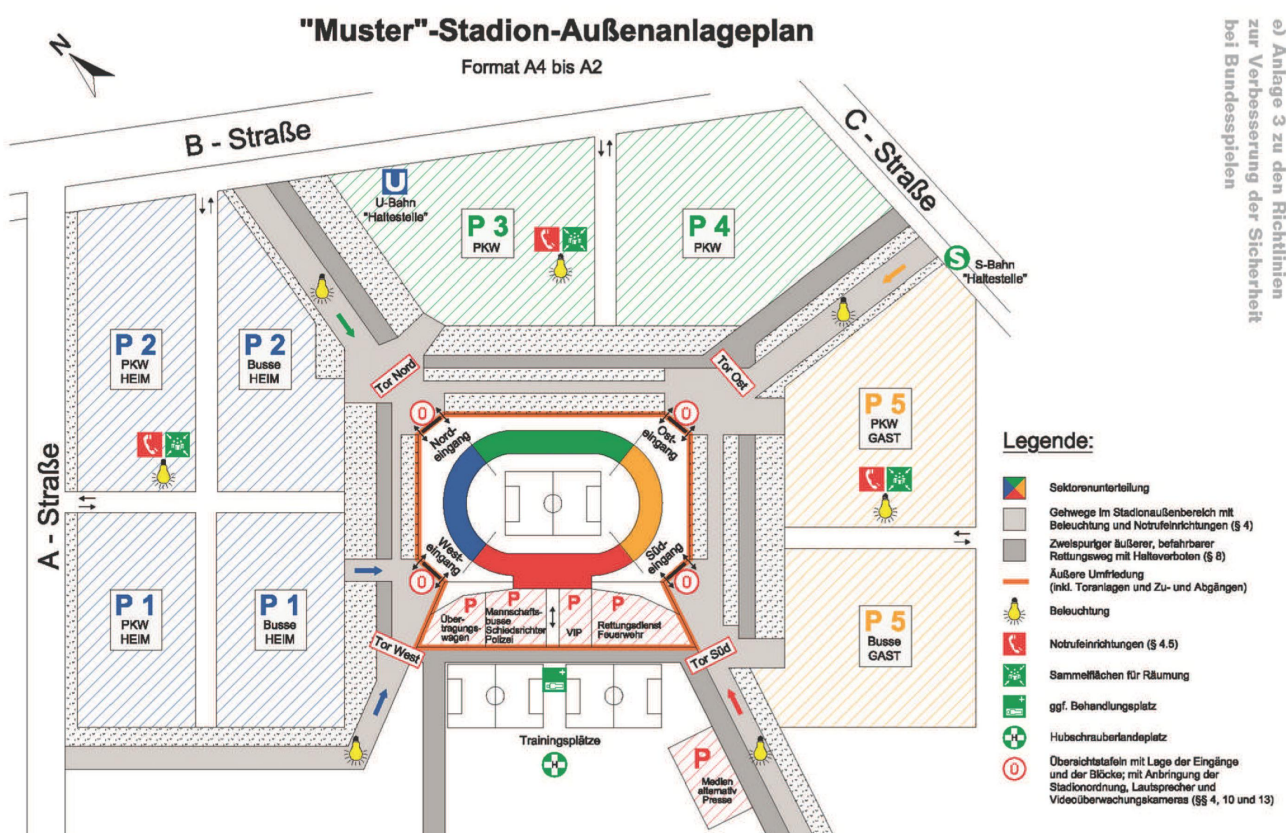 "Muster"-Stadion-Außenanlageplan
Format A4 bis A2
e) Anlage 3 zu den Richtlinien
zur Verbesserung der Sicherheit
bei Bundesspielen
N
B - Straße
C - Straße
A - Straße
U
U-Bahn
"Haltestelle"
P 3
PKW
P 4
PKW
S
S-Bahn
"Haltestelle"
P 2
PKW
HEIM
P 2
Busse
HEIM
Tor Nord
Tor Ost
P 5
PKW
GAST
Ü
Nord-
eingang
Ü
Ost-
eingang
West-
eingang
Ü
Süd-
eingang
Ü
P 1
PKW
HEIM
P 1
Busse
HEIM
P
Über-
tragungs-
wagen
P
Mannschafts-
busse
Schiedsrichter
Polizei
P
VIP
P
Rettungsdienst
Feuerwehr
Tor West
Tor Süd
P 5
Busse
GAST
Trainingsplätze
H
P
Medien
alternativ
Presse
Legende:
Sektorenunterteilung
Gehwege im Stadionaußenbereich mit
Beleuchtung und Notrufeinrichtungen (§ 4)
Zweispuriger äußerer, befahrbarer
Rettungsweg mit Halteverboten (§ 8)
Äußere Umfriedung
(inkl. Toranlagen und Zu- und Abgängen)
Beleuchtung
Notrufeinrichtungen (§ 4.5)
Sammelflächen für Räumung
ggf. Behandlungsplatz
H
Hubschrauberlandeplatz
Ü
Übersichtstafeln mit Lage der Eingänge
und der Blöcke; mit Anbringung der
Stadionordnung, Lautsprecher und
Videoüberwachungskameras (§§ 4, 10 und 13)